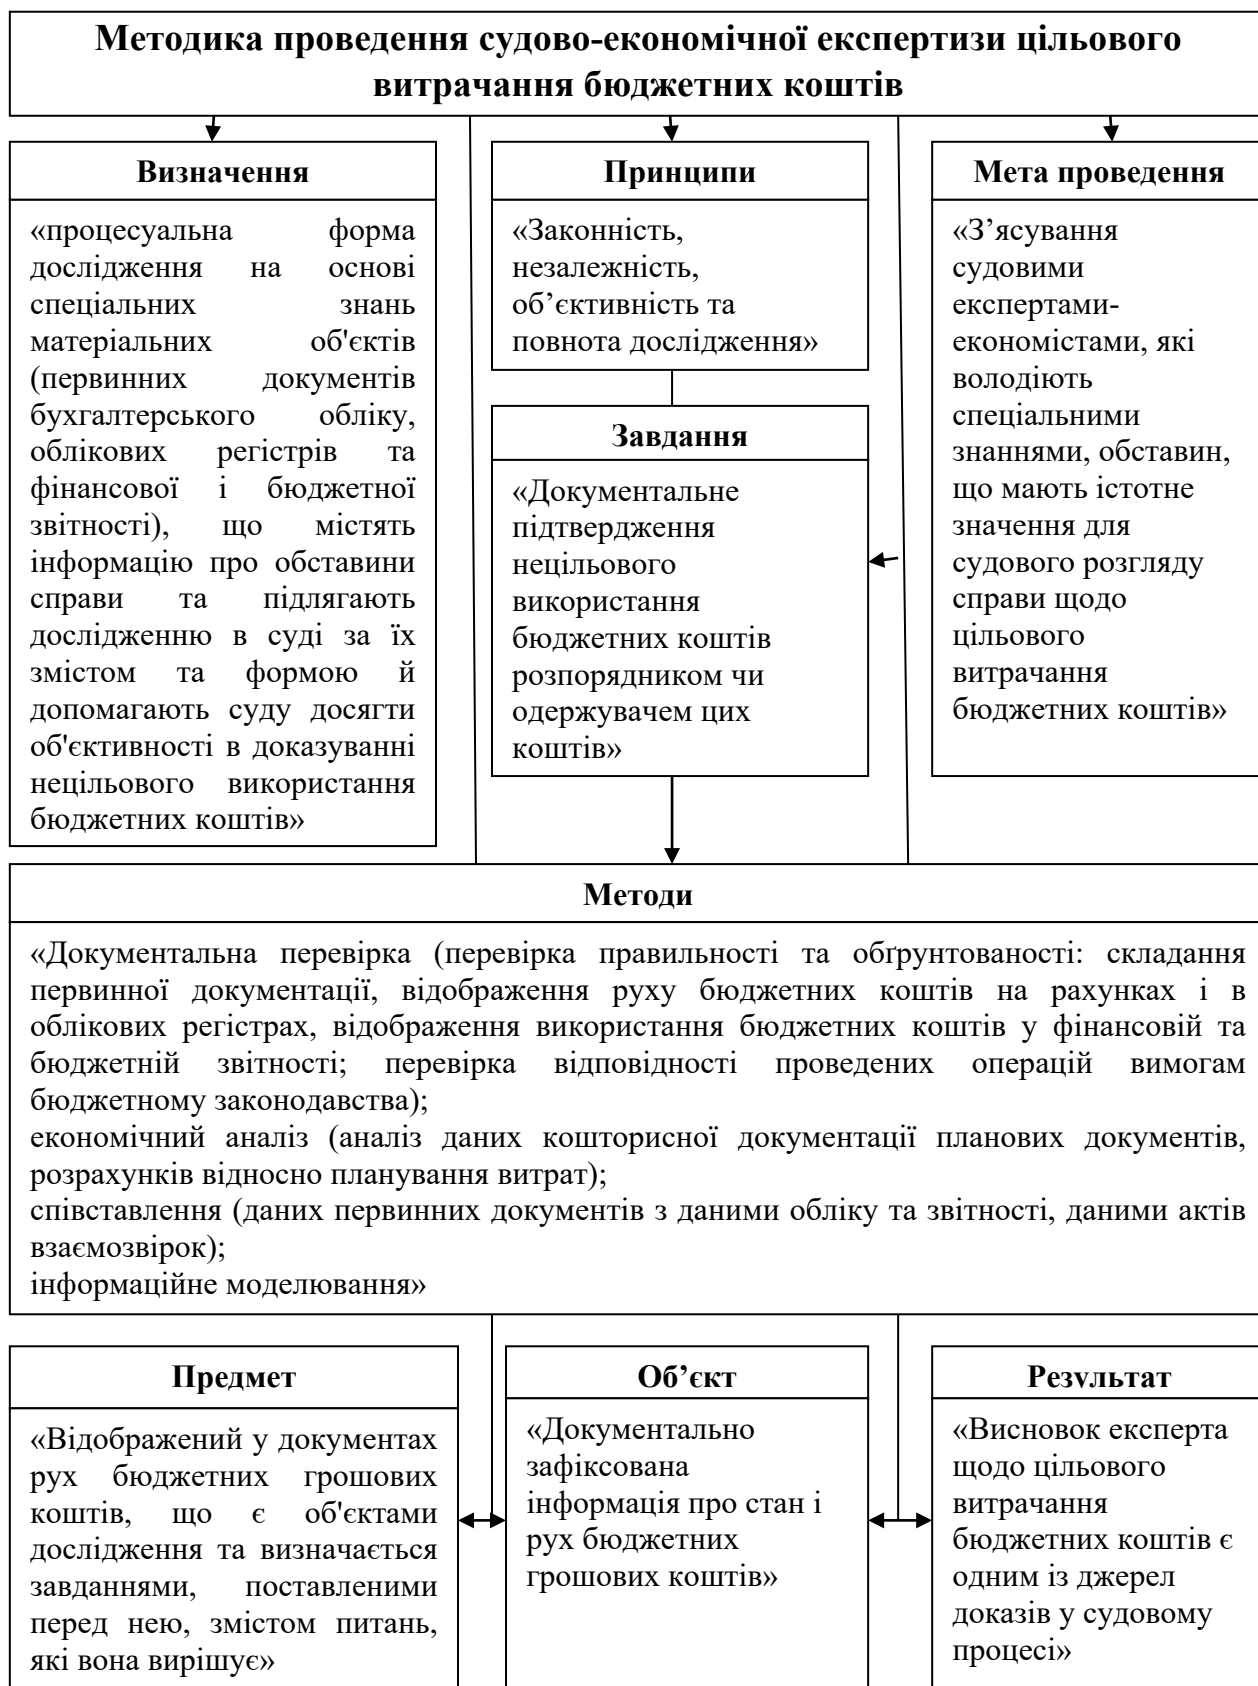 Методика проведення судово-економічної експертизи цільового
витрачання бюджетних коштів
Визначення
«процесуальна форма
дослідження на основі
спеціальних знань
матеріальних об'єктів
(первинних документів
бухгалтерського обліку,
облікових регістрів та
фінансової і бюджетної
звітності), що містять
інформацію про обставини
справи та підлягають
дослідженню в суді за їх
змістом та формою й
допомагають суду досягти
об'єктивності в доказуванні
нецільового використання
бюджетних коштів»
Принципи
«Законність,
незалежність,
об’єктивність та
повнота дослідження»
Завдання
«Документальне
підтвердження
нецільового
використання
бюджетних коштів
розпорядником чи
одержувачем цих
коштів»
Мета проведення
«З’ясування
судовими
експертами-
економістами, які
володіють
спеціальними
знаннями, обставин,
що мають істотне
значення для
судового розгляду
справи щодо
цільового
витрачання
бюджетних коштів»
Методи
«Документальна перевірка (перевірка правильності та обґрунтованості: складання
первинної документації, відображення руху бюджетних коштів на рахунках і в
облікових регістрах, відображення використання бюджетних коштів у фінансовій та
бюджетній звітності; перевірка відповідності проведених операцій вимогам
бюджетному законодавства);
економічний аналіз (аналіз даних кошторисної документації планових документів,
розрахунків відносно планування витрат);
співставлення (даних первинних документів з даними обліку та звітності, даними актів
взаємозвірок);
інформаційне моделювання»
Предмет
«Відображений у документах
рух бюджетних грошових
коштів, що є об'єктами
дослідження та визначається
завданнями, поставленими
перед нею, змістом питань,
які вона вирішує»
Об’єкт
«Документально
зафіксована
інформація про стан і
рух бюджетних
грошових коштів»
Результат
«Висновок експерта
щодо цільового
витрачання
бюджетних коштів є
одним із джерел
доказів у судовому
процесі»